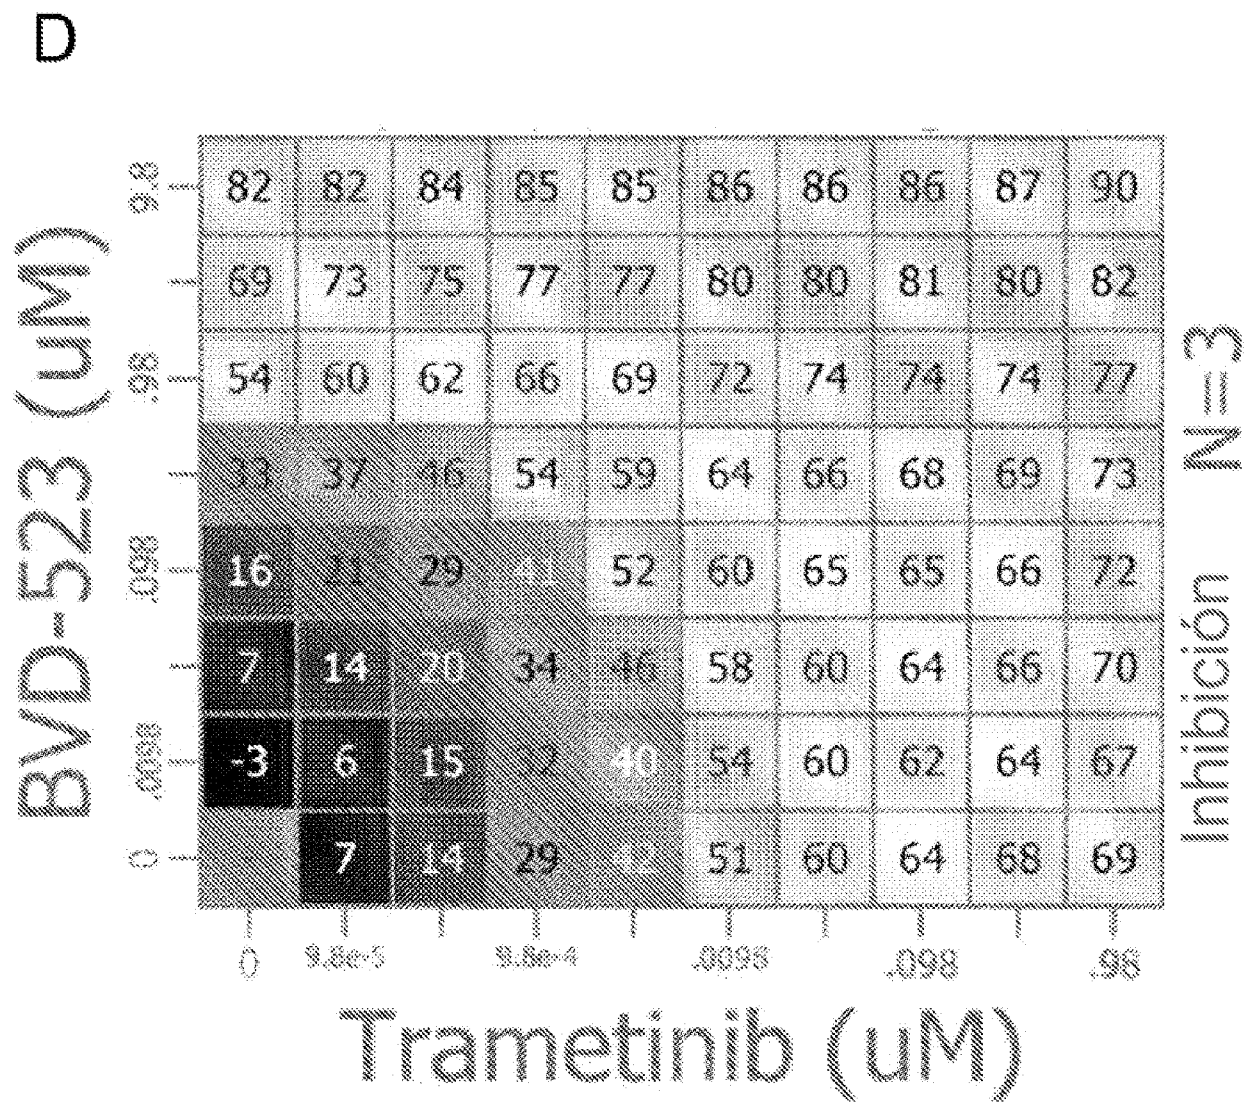 D
BVD-523 (uM)
9.8 82 82 84 85 85 86 86 86 87 90
69 73 75 77 77 80 80 81 80 82
.98 54 60 62 66 69 72 74 74 74 77
33 37 46 54 59 64 66 68 69 73
.098 16 21 29 41 52 60 65 65 66 72
7 14 20 34 46 58 60 64 66 70
.0098 -3 6 15 40 54 60 62 64 67
0 7 14 29 51 60 64 68 69
0 9.8e-5 9.8e-4 .0098 .098 .98
Trametinib (uM)
Inhibición N=3